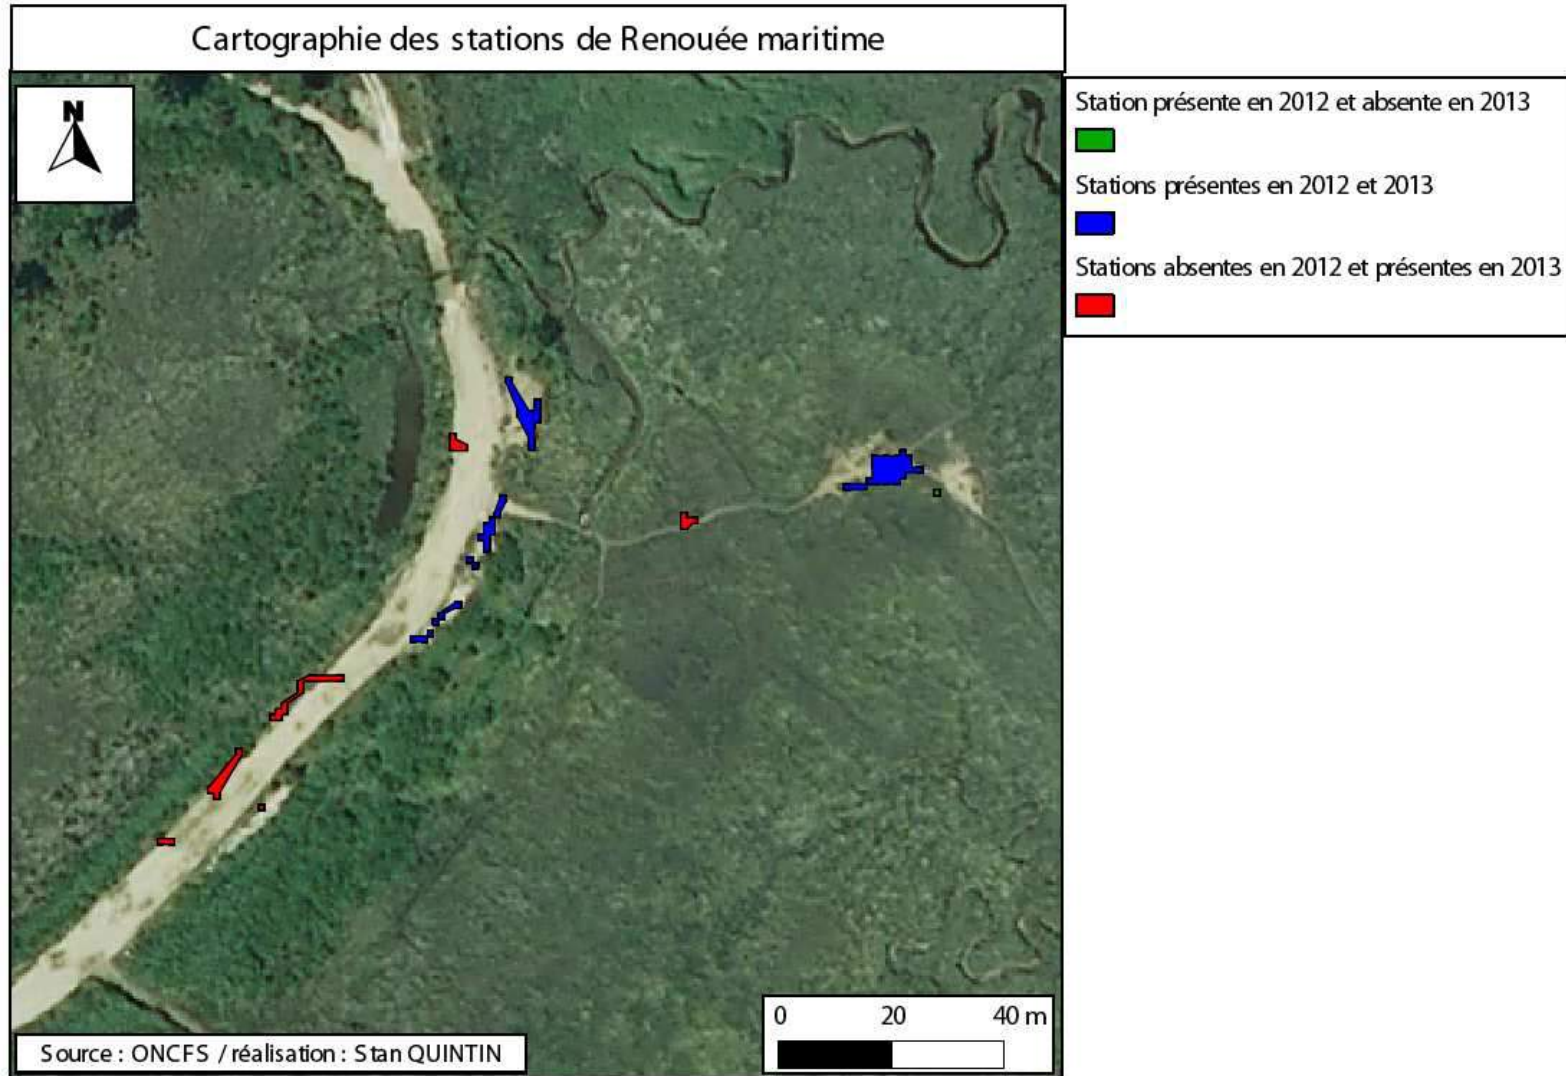 Cartographie des stations de Renouée maritime
N
Station présente en 2012 et absente en 2013
Stations présentes en 2012 et 2013
Stations absentes en 2012 et présentes en 2013
0 20 40 m
Source : ONCFS / réalisation : Stan QUINTIN